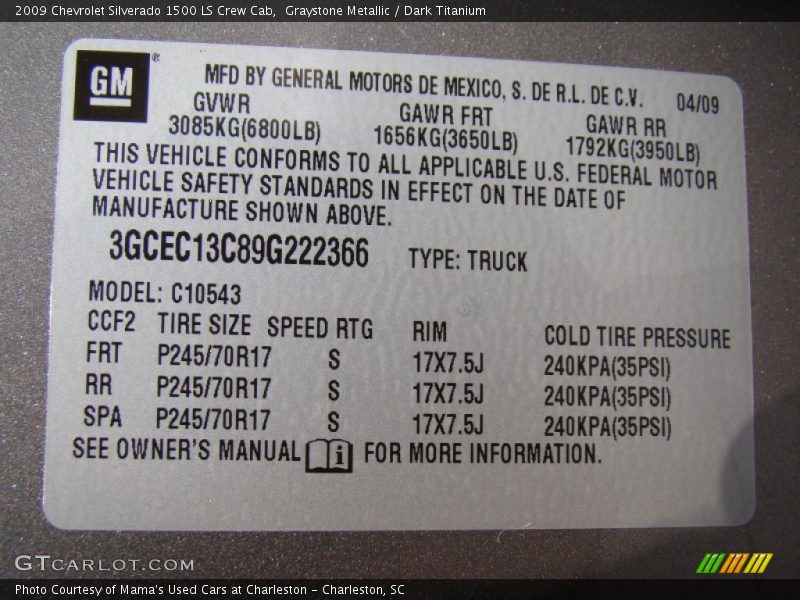 2009 Chevrolet Silverado 1500 LS Crew Cab, Graystone Metallic / Dark Titanium
GM ®
MFD BY GENERAL MOTORS DE MEXICO, S. DE R.L. DE C.V. 04/09
GVWR GAWR FRT GAWR RR
3085KG(6800LB) 1656KG(3650LB) 1792KG(3950LB)
THIS VEHICLE CONFORMS TO ALL APPLICABLE U.S. FEDERAL MOTOR
VEHICLE SAFETY STANDARDS IN EFFECT ON THE DATE OF
MANUFACTURE SHOWN ABOVE.
3GCEC13C89G222366 TYPE: TRUCK
MODEL: C10543
CCF2 TIRE SIZE SPEED RTG RIM COLD TIRE PRESSURE
FRT P245/70R17 S 17X7.5J 240KPA(35PSI)
RR P245/70R17 S 17X7.5J 240KPA(35PSI)
SPA P245/70R17 S 17X7.5J 240KPA(35PSI)
SEE OWNER'S MANUAL i FOR MORE INFORMATION.
GTCARLOT.COM
Photo Courtesy of Mama's Used Cars at Charleston - Charleston, SC